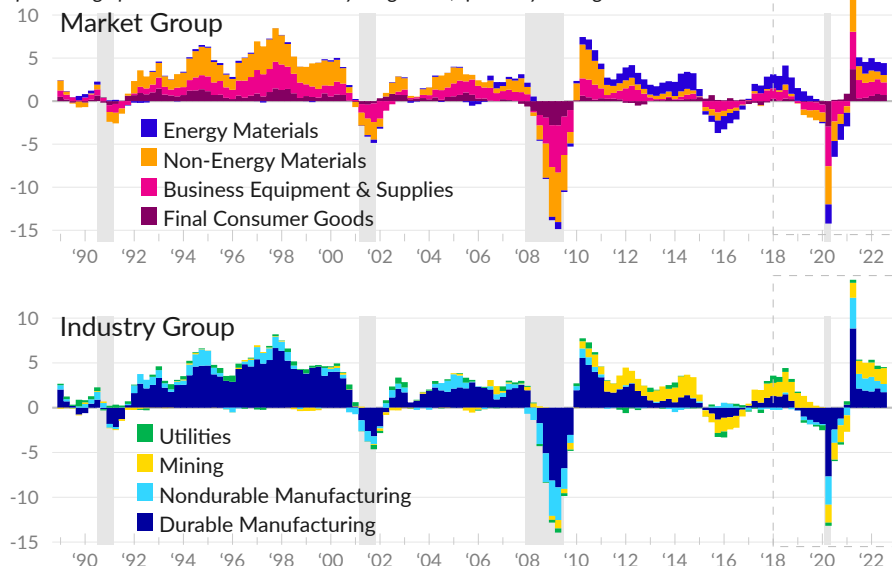 Market Group
10
5
0
-5
-10
-15
Energy Materials
Non-Energy Materials
Business Equipment & Supplies
Final Consumer Goods
‘90 ‘92 ‘94 ‘96 ‘98 ‘00 ‘02 ‘04 ‘06 ‘08 ‘10 ‘12 ‘14 ‘16 ‘18 ‘20 ‘22
Industry Group
10
5
0
-5
-10
-15
Utilities
Mining
Nondurable Manufacturing
Durable Manufacturing
‘90 ‘92 ‘94 ‘96 ‘98 ‘00 ‘02 ‘04 ‘06 ‘08 ‘10 ‘12 ‘14 ‘16 ‘18 ‘20 ‘22